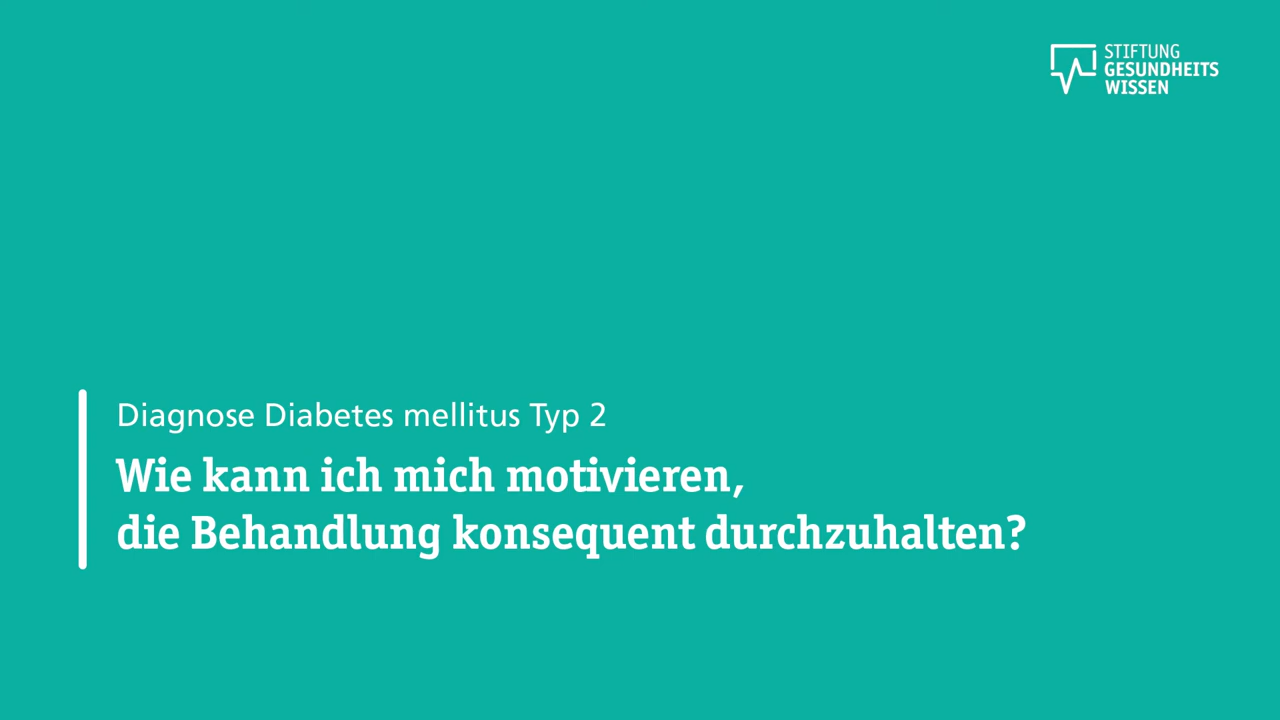 STIFTUNG
GESUNDHEITS
WISSEN
Diagnose Diabetes mellitus Typ 2
Wie kann ich mich motivieren,
die Behandlung konsequent durchzuhalten?